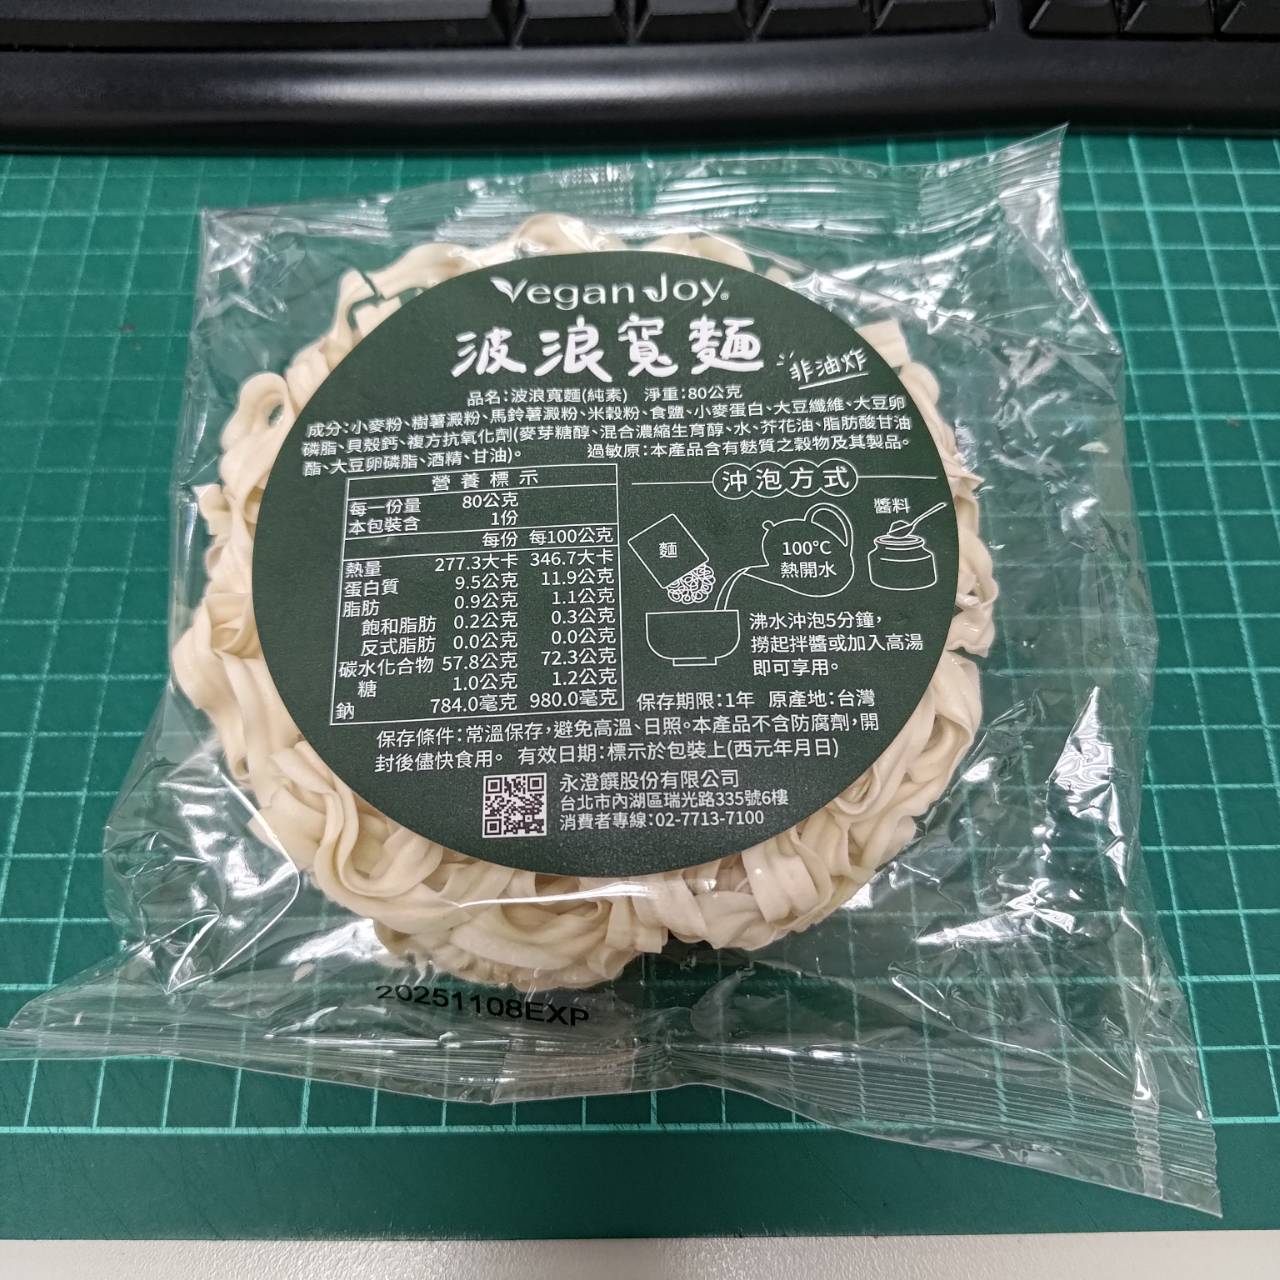 Vegan Joy®
波浪寬麵
非油炸
品名:波浪寬麵(純素) 淨重:80公克
成分:小麥粉、樹薯澱粉、馬鈴薯澱粉、米穀粉、食鹽、小麥蛋白、大豆纖維、大豆卵
磷脂、貝殼鈣、複方抗氧化劑(麥芽糖醇、混合濃縮生育醇、水、芥花油、脂肪酸甘油
酯、大豆卵磷脂、酒精、甘油)。 過敏原:本產品含有麩質之穀物及其製品。
營養標示
每一份量 80公克
本包裝含 1份
每份 每100公克
熱量 277.3大卡 346.7大卡
蛋白質 9.5公克 11.9公克
脂肪 0.9公克 1.1公克
飽和脂肪 0.2公克 0.3公克
反式脂肪 0.0公克 0.0公克
碳水化合物 57.8公克 72.3公克
糖 1.0公克 1.2公克
鈉 784.0毫克 980.0毫克
沖泡方式
麵
100°C
熱開水
醬料
沸水沖泡5分鐘,
撈起拌醬或加入高湯
即可享用。
保存期限:1年 原產地:台灣
保存條件:常溫保存,避免高溫、日照。本產品不含防腐劑,開
封後儘快食用。 有效日期:標示於包裝上(西元年月日)
永澄饌股份有限公司
台北市內湖區瑞光路335號6樓
消費者專線:02-7713-7100
20251108EXP